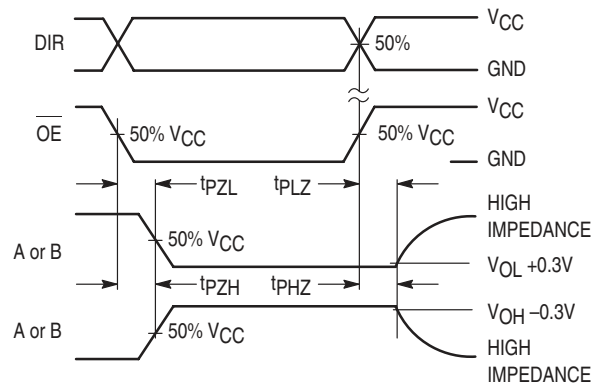 VCC
DIR
50%
GND
VCC
OE
50% VCC
50% VCC
GND
tPZL
tPLZ
HIGH
IMPEDANCE
A or B
50% VCC
VOL +0.3V
tPZH
tPHZ
VOH –0.3V
A or B
50% VCC
HIGH
IMPEDANCE